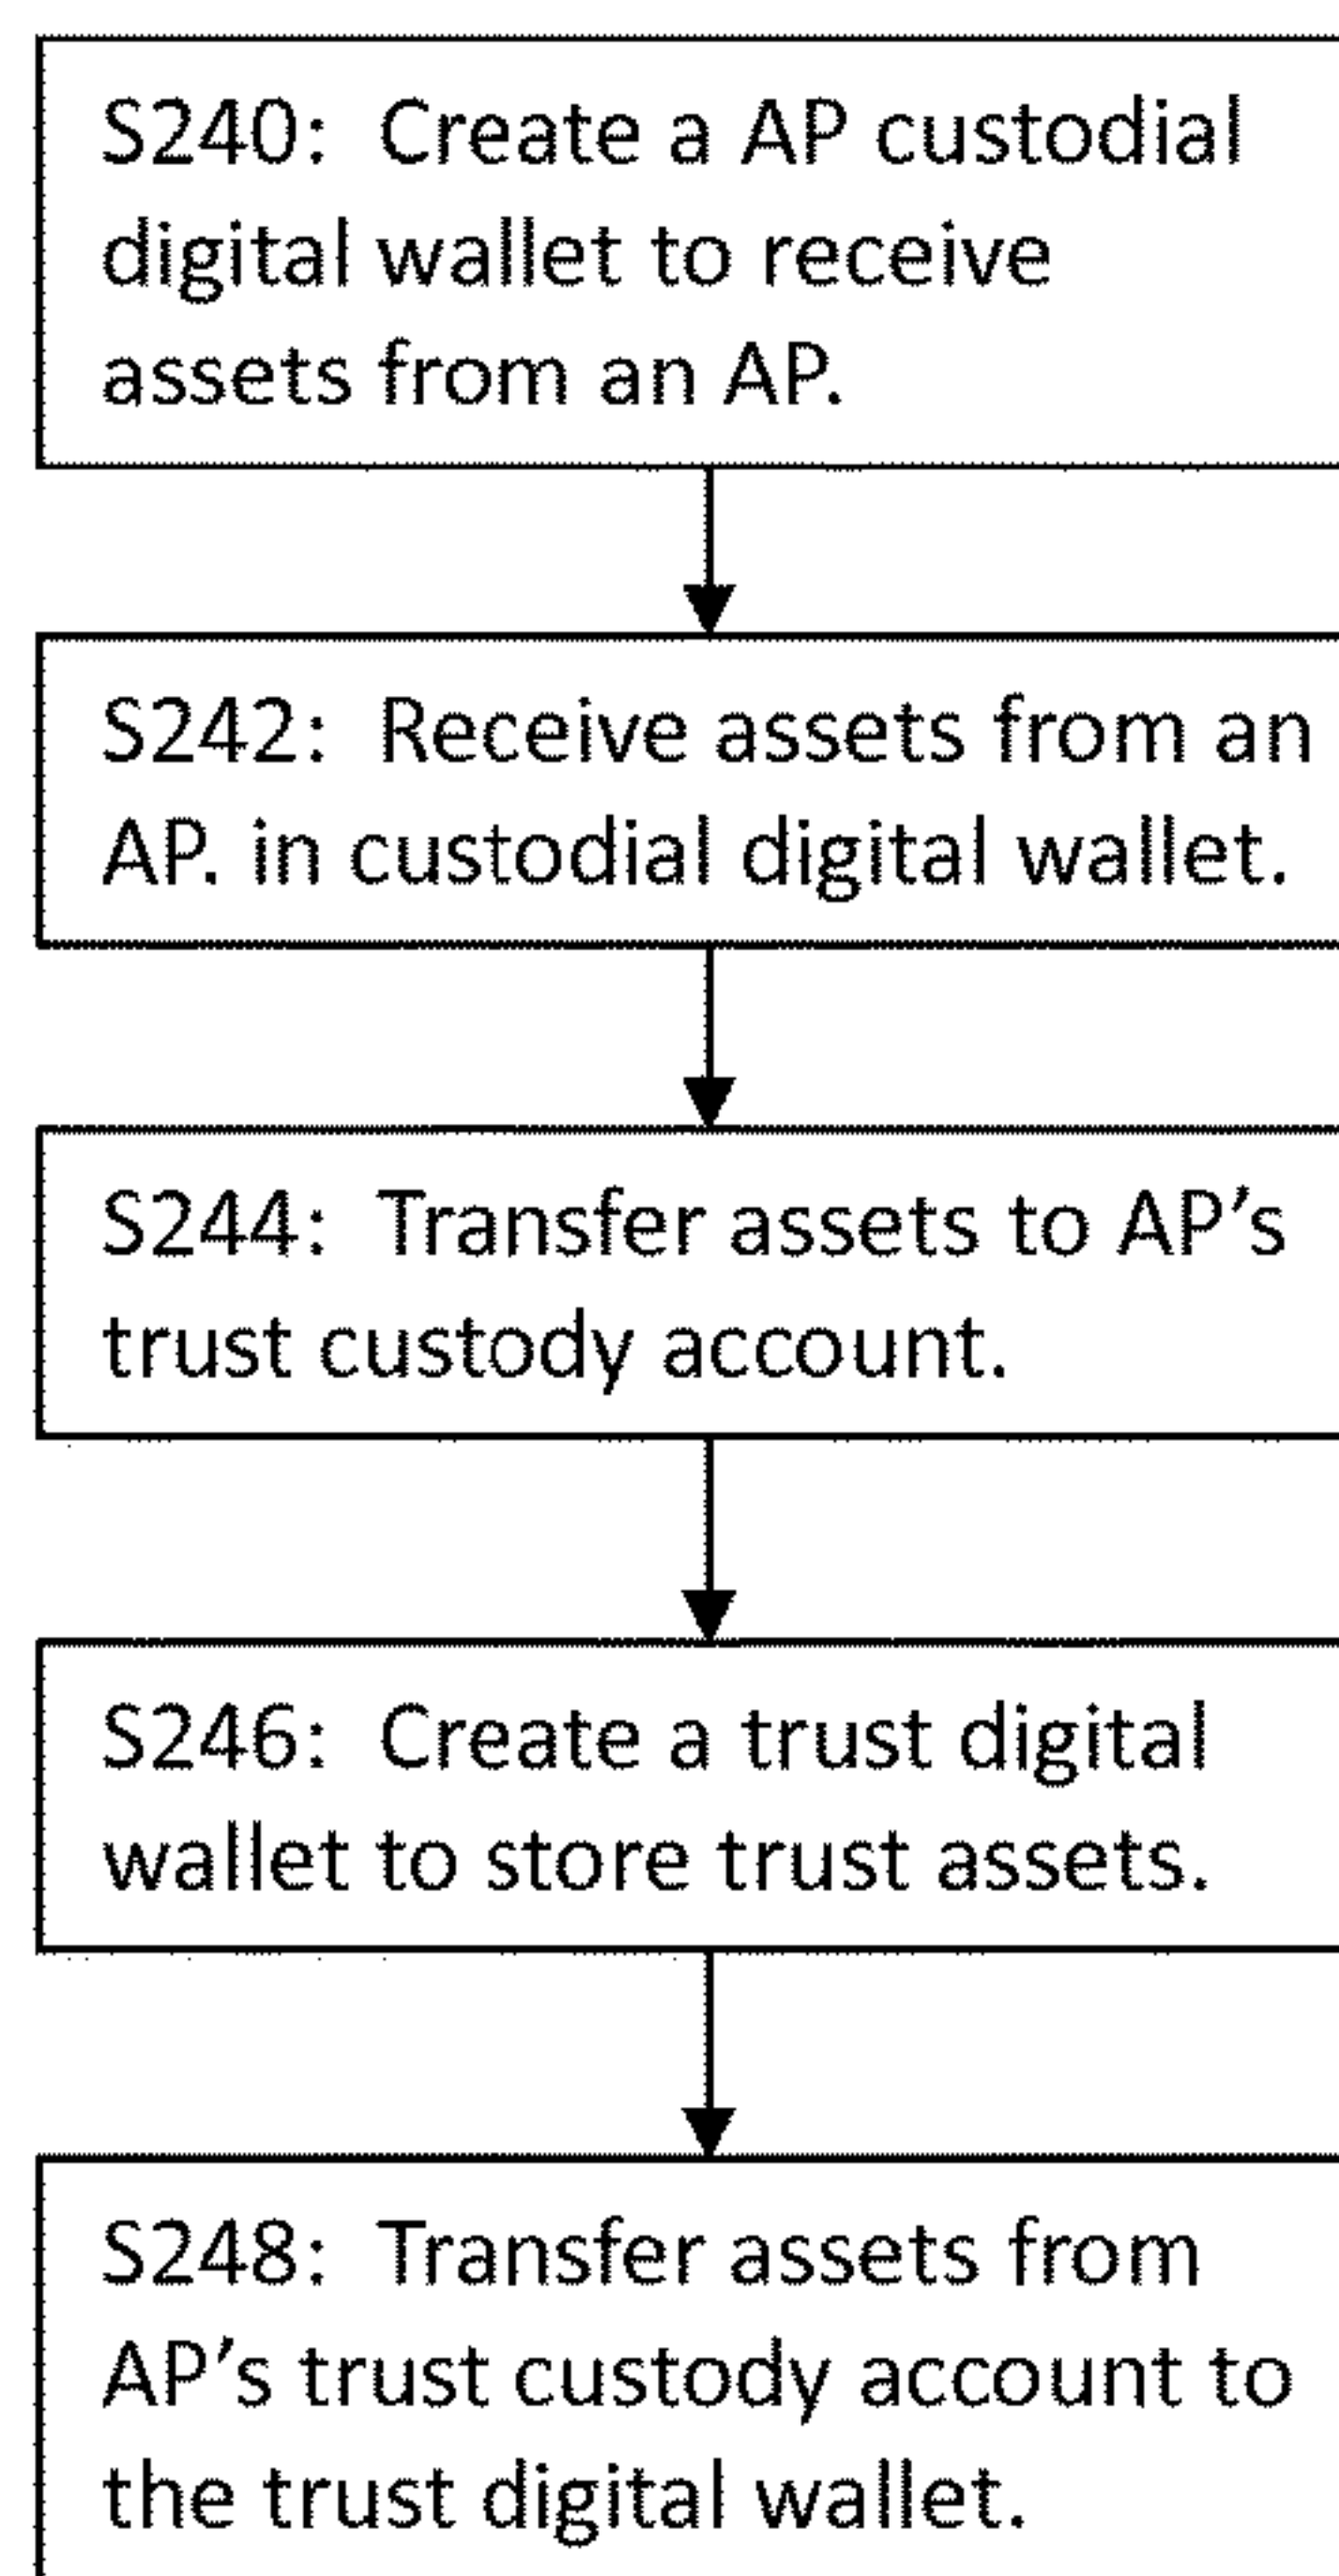 S240:  Create a AP custodial
digital wallet to receive
assets from an AP.
S242:  Receive assets from an
AP. in custodial digital wallet.
S244:  Transfer assets to AP’s
trust custody account.
S246:  Create a trust digital
wallet to store trust assets.
S248:  Transfer assets from
AP’s trust custody account to
the trust digital wallet.